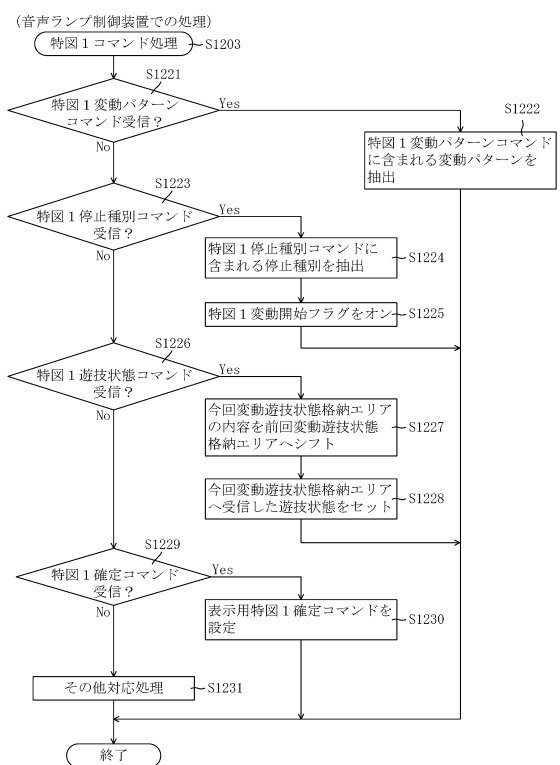 （音声ランプ制御装置での処理）
特図１コマンド処理
S1203
S1221
特図１変動パターン
コマンド受信？
Yes
No
S1222
特図１変動パターンコマンド
に含まれる変動パターンを
抽出
S1223
特図１停止種別コマンド
受信？
Yes
No
特図１停止種別コマンドに
含まれる停止種別を抽出
S1224
特図１変動開始フラグをオン
S1225
S1226
特図１遊技状態コマンド
受信？
Yes
No
今回変動遊技状態格納エリア
の内容を前回変動遊技状態
格納エリアへシフト
S1227
今回変動遊技状態格納エリア
へ受信した遊技状態をセット
S1228
S1229
特図１確定コマンド
受信？
Yes
No
表示用特図１確定コマンドを
設定
S1230
その他対応処理
S1231
終了